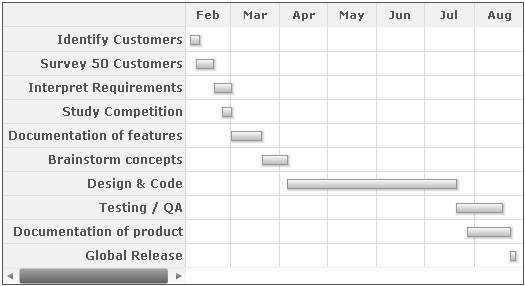 Feb Mar Apr May Jun Jul Aug
Identify Customers
Survey 50 Customers
Interpret Requirements
Study Competition
Documentation of features
Brainstorm concepts
Design & Code
Testing / QA
Documentation of product
Global Release